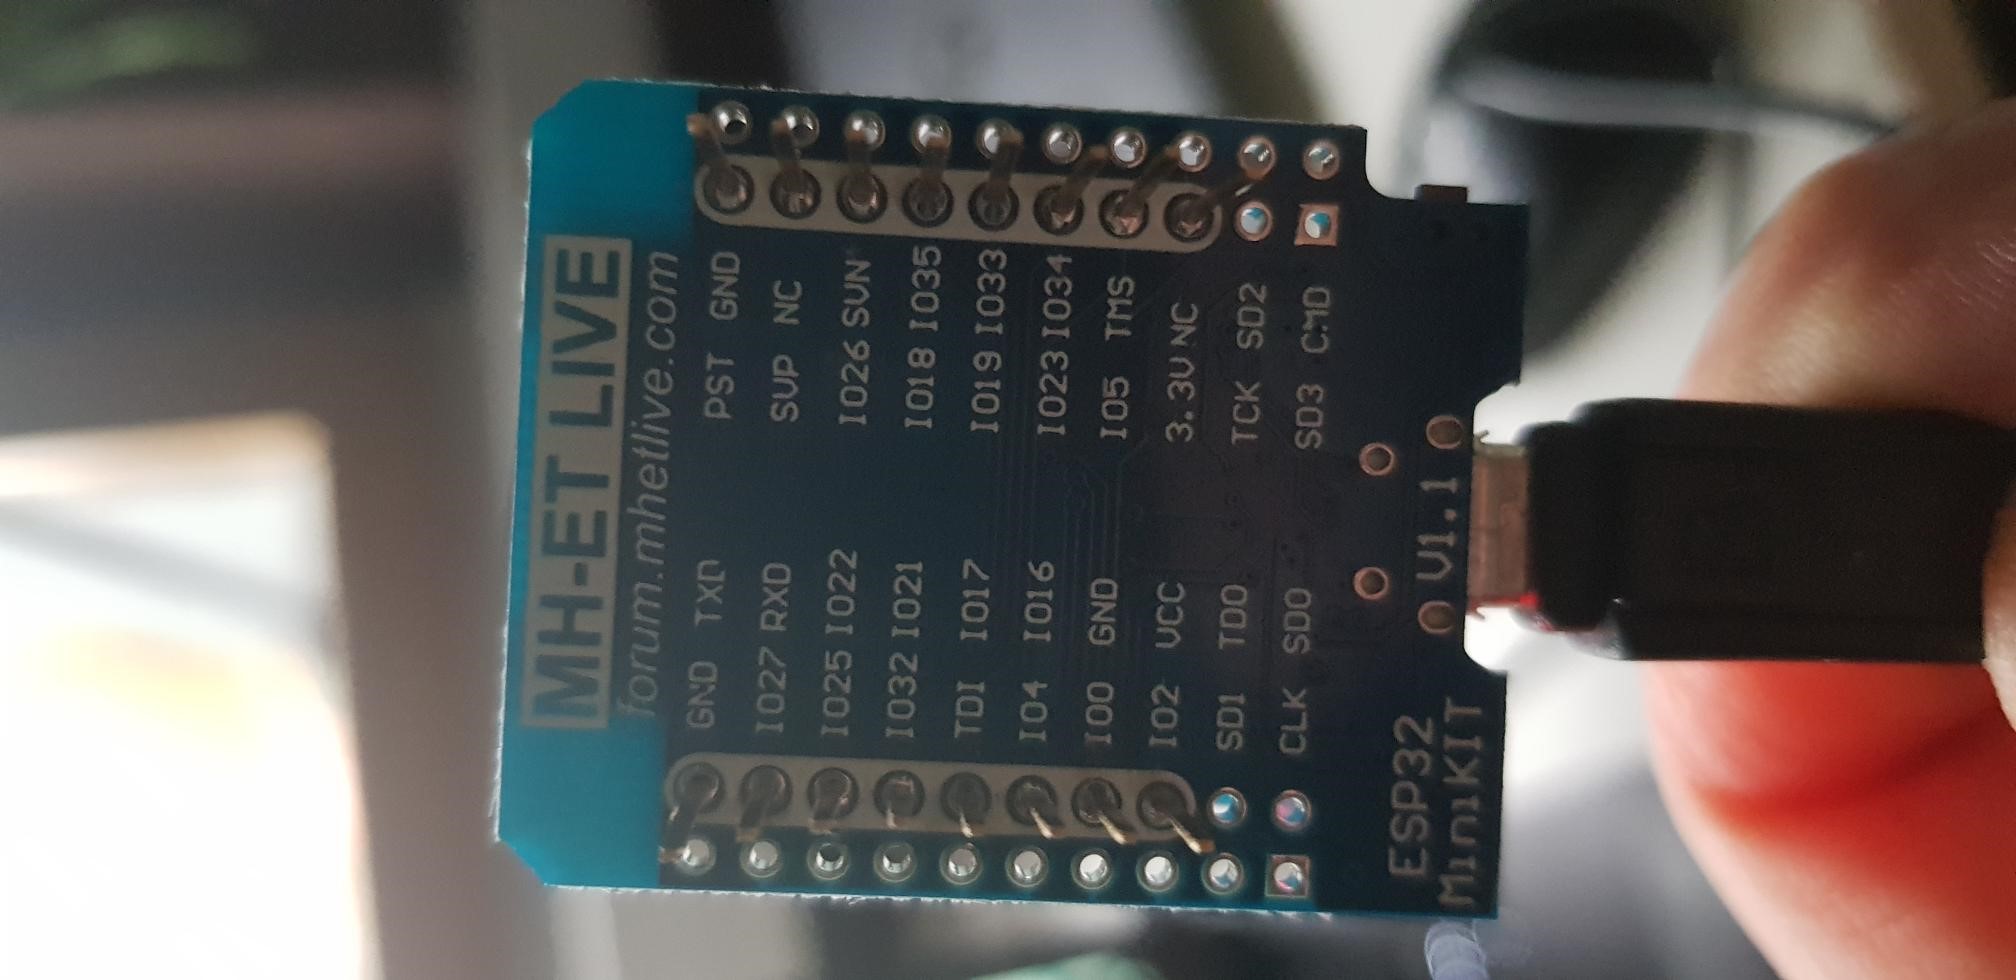 MH-ET LIVE
forum.mhetlive.com
GND TXD PST GND
IO27 RXD SUP NC
IO25 IO22 IO26 SVN
IO32 IO21 IO18 IO35
TDI IO17 IO19 IO33
IO4 IO16 IO23 IO34
IO0 GND IO5 TMS
IO2 VCC 3.3V NC
SD1 TDO TCK SD2
CLK SD0 SD3 CMD
ESP32
MiniKIT
V1.1